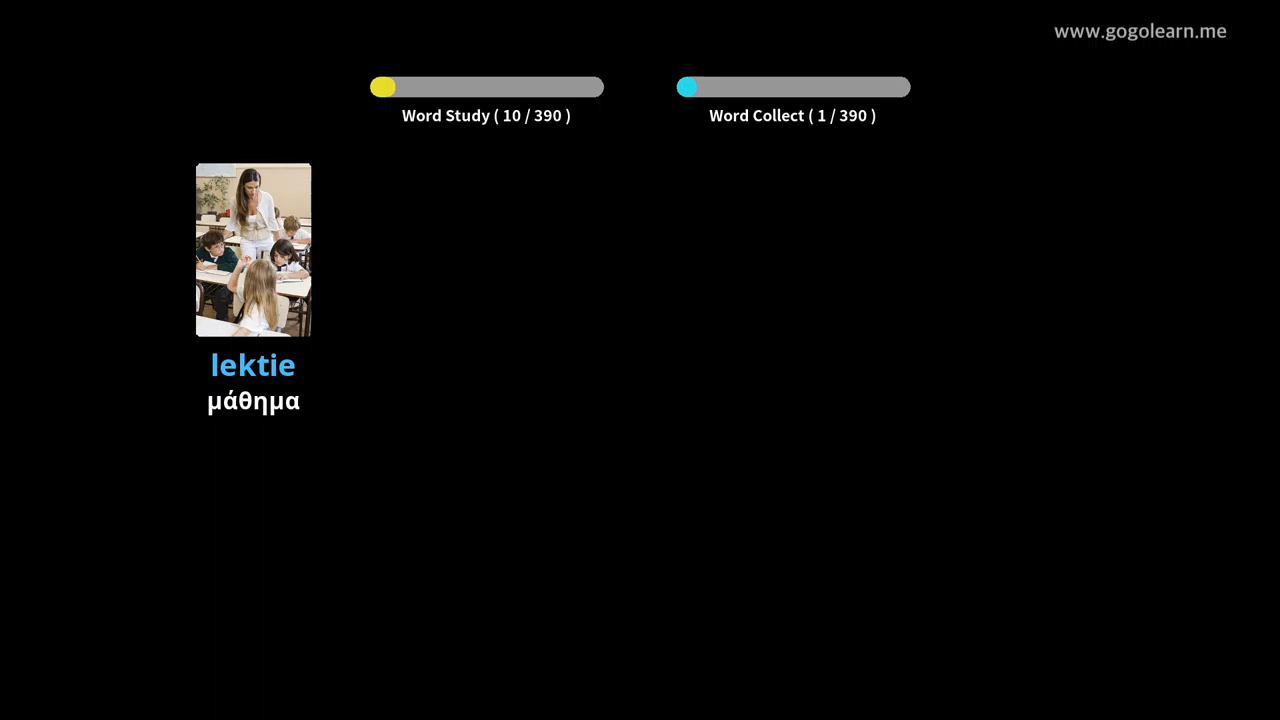 www.gogolearn.me
Word Study ( 10 / 390 )
Word Collect ( 1 / 390 )
lektie
μάθημα